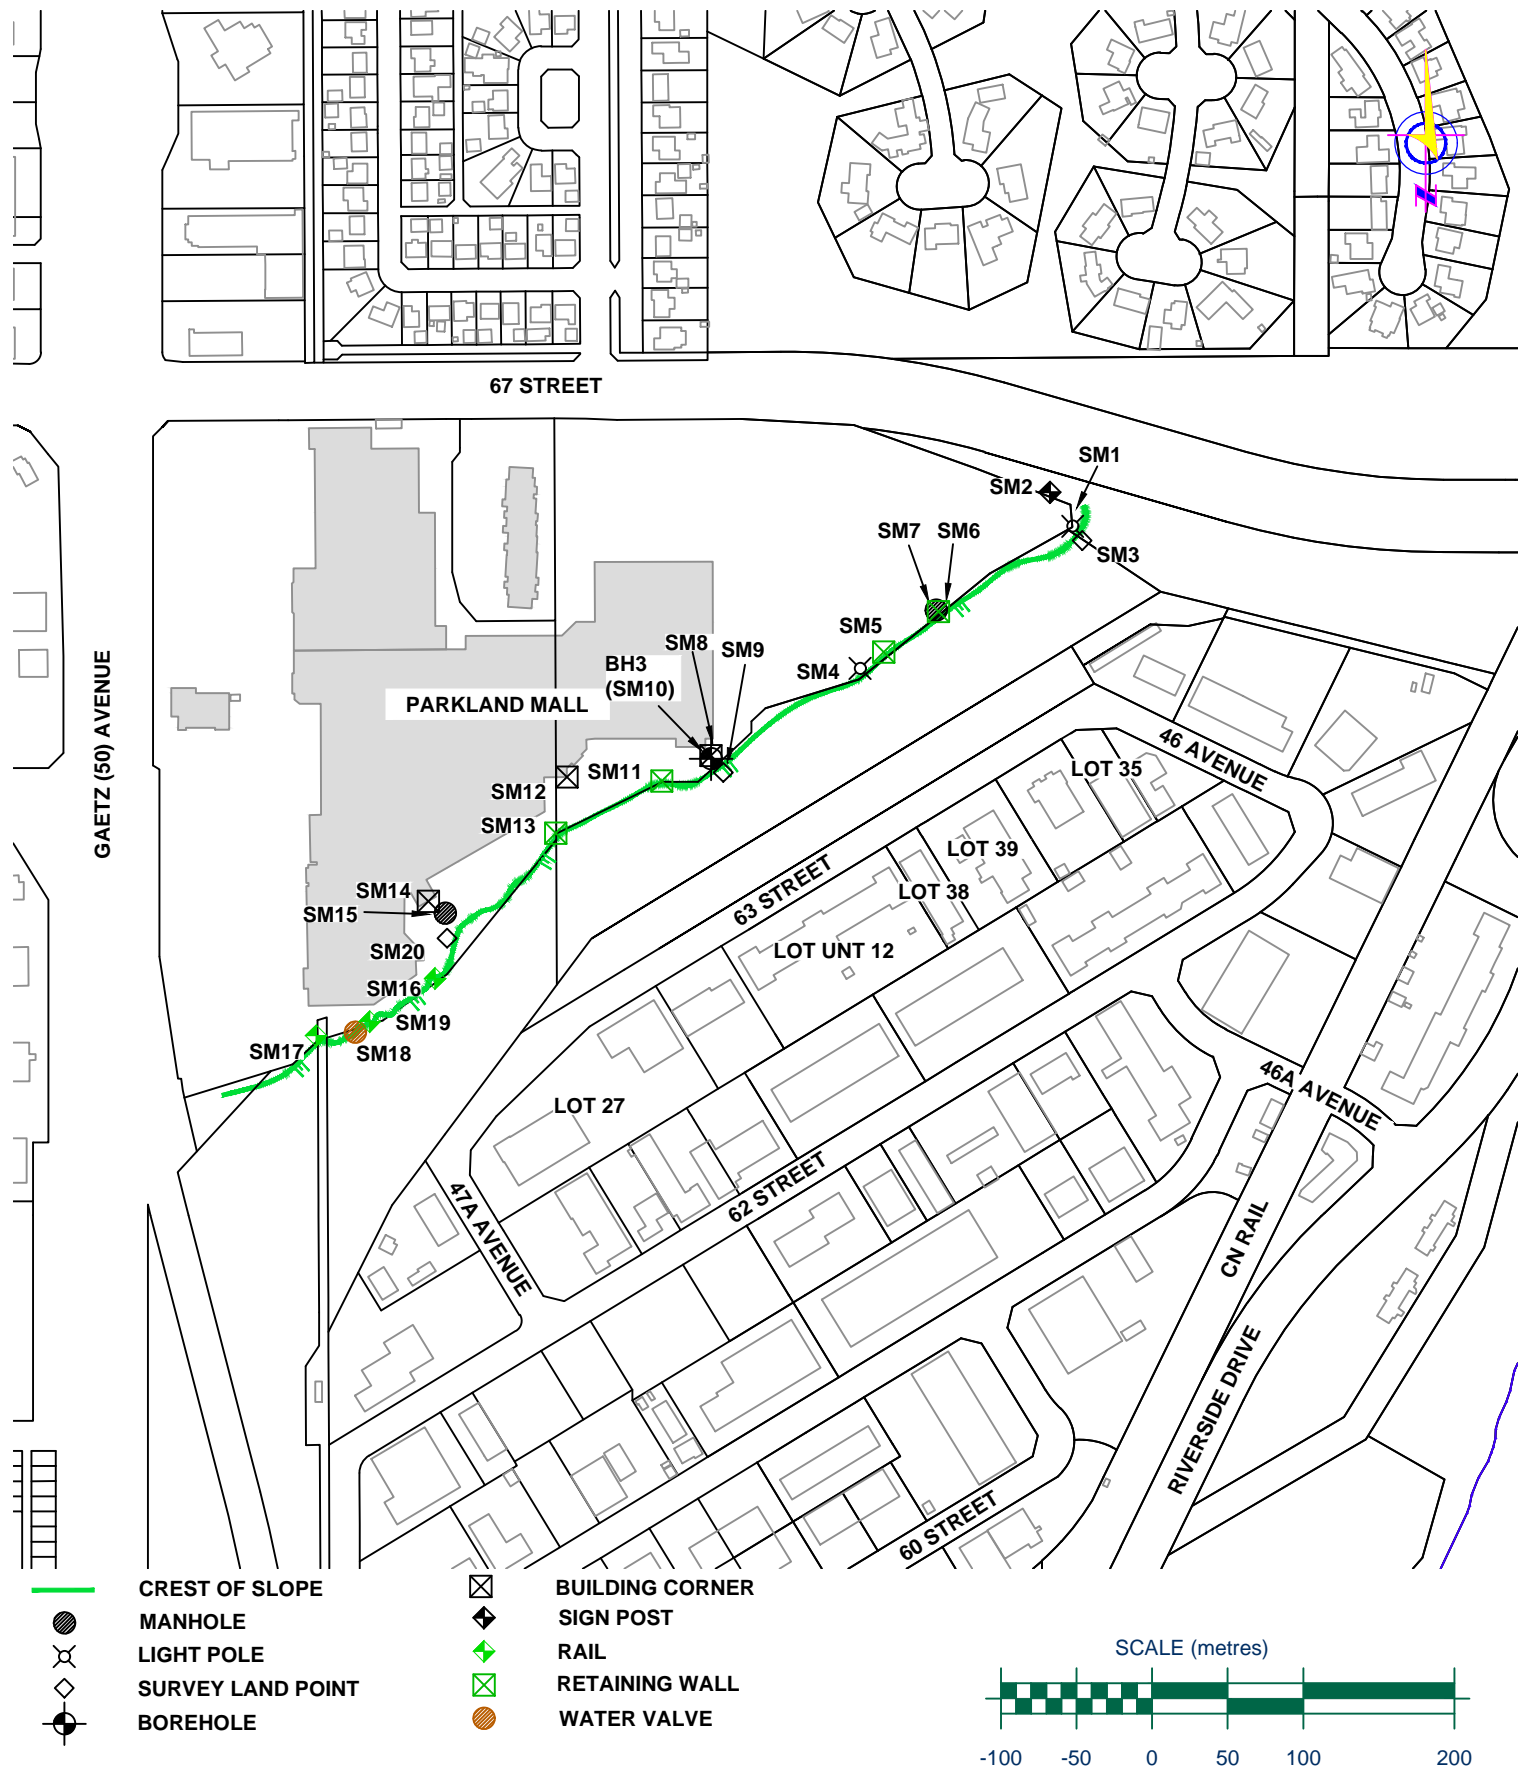 67 STREET
SM1
SM2
SM7
SM6
SM3
SM5
SM8
SM9
SM4
BH3
(SM10)
PARKLAND MALL
GAETZ (50) AVENUE
46 AVENUE
SM11
LOT 35
SM12
SM13
LOT 39
63 STREET
SM14
LOT 38
SM15
SM20
LOT UNT 12
SM16
SM19
SM17
SM18
46A AVENUE
LOT 27
62 STREET
47A AVENUE
CN RAIL
RIVERSIDE DRIVE
60 STREET
N
CREST OF SLOPE
MANHOLE
LIGHT POLE
SURVEY LAND POINT
BOREHOLE
BUILDING CORNER
SIGN POST
RAIL
RETAINING WALL
WATER VALVE
SCALE (metres)
-100 -50 0 50 100 200